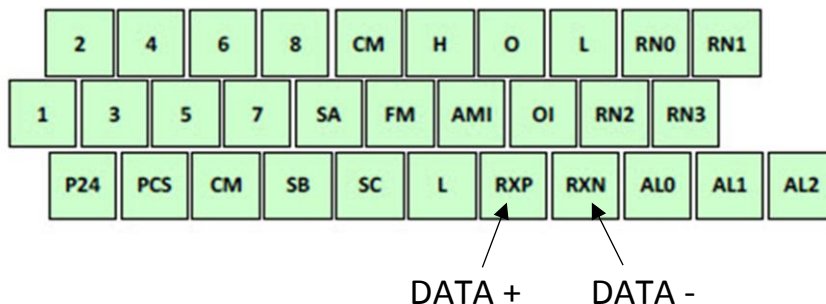 2 4 6 8 CM H O L RN0 RN1
1 3 5 7 SA FM AMI OI RN2 RN3
P24 PCS CM SB SC L RXP RXN AL0 AL1 AL2
DATA + DATA -